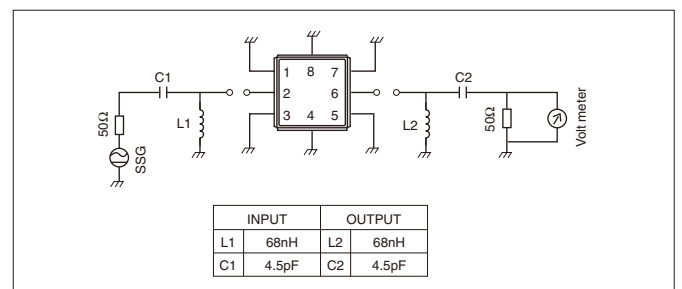 C1
C2
1 8 7
2 6
3 4 5
50Ω
SSG
L1
L2
50Ω
Volt meter
INPUT OUTPUT
L1 68nH L2 68nH
C1 4.5pF C2 4.5pF